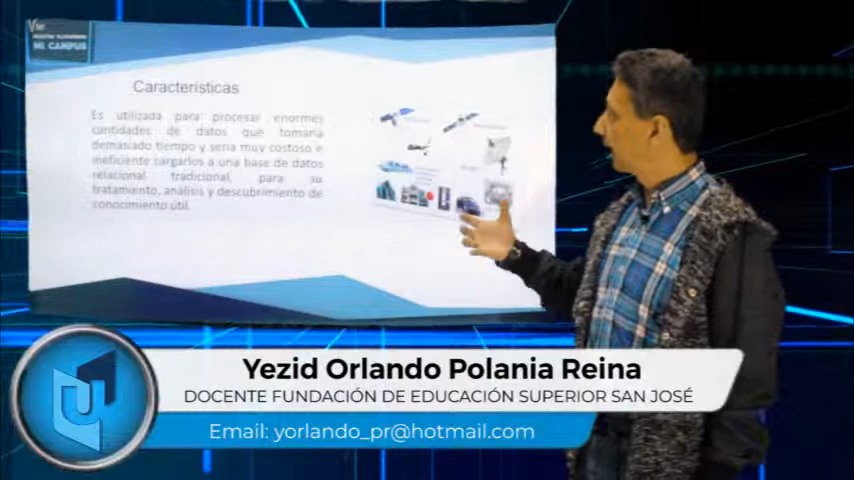 MI CAMPUS
Características
Es utilizada para procesar enormes
cantidades de datos que tomaría
demasiado tiempo y sería muy costoso e
ineficiente cargarlos a una base de datos
relacional tradicional, para su
tratamiento, análisis y descubrimiento de
conocimiento útil.
Yezid Orlando Polania Reina
DOCENTE FUNDACIÓN DE EDUCACIÓN SUPERIOR SAN JOSÉ
Email: yorlando_pr@hotmail.com